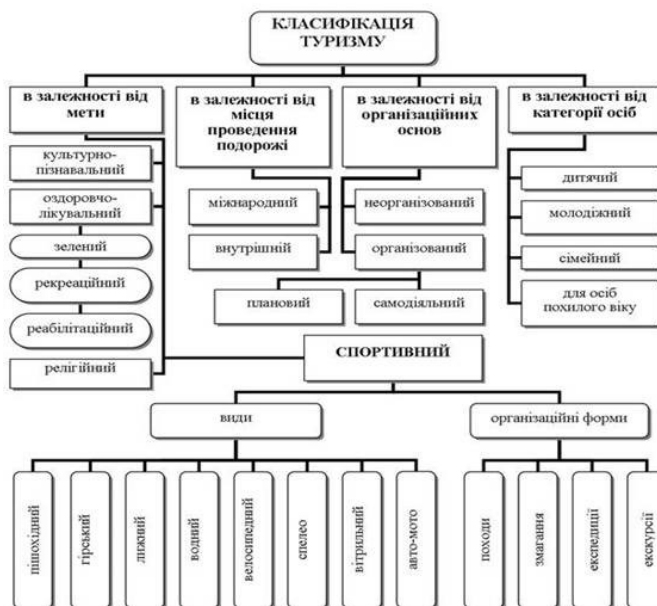 КЛАСИФІКАЦІЯ
ТУРИЗМУ
в залежності від
мети
в залежності від
місця
проведення
подорожі
в залежності від
організаційних
основ
в залежності від
категорії осіб
культурно-
пізнавальний
оздоровчо-
лікувальний
зелений
рекреаційний
реабілітаційний
релігійний
міжнародний
внутрішній
неорганізований
організований
плановий
самодіяльний
дитячий
молодіжний
сімейний
для осіб
похилого віку
СПОРТИВНИЙ
види
організаційні форми
пішохідний
гірський
лижний
водний
велосипедний
спелео
вітрильний
авто-мото
походи
змагання
експедиції
екскурсії